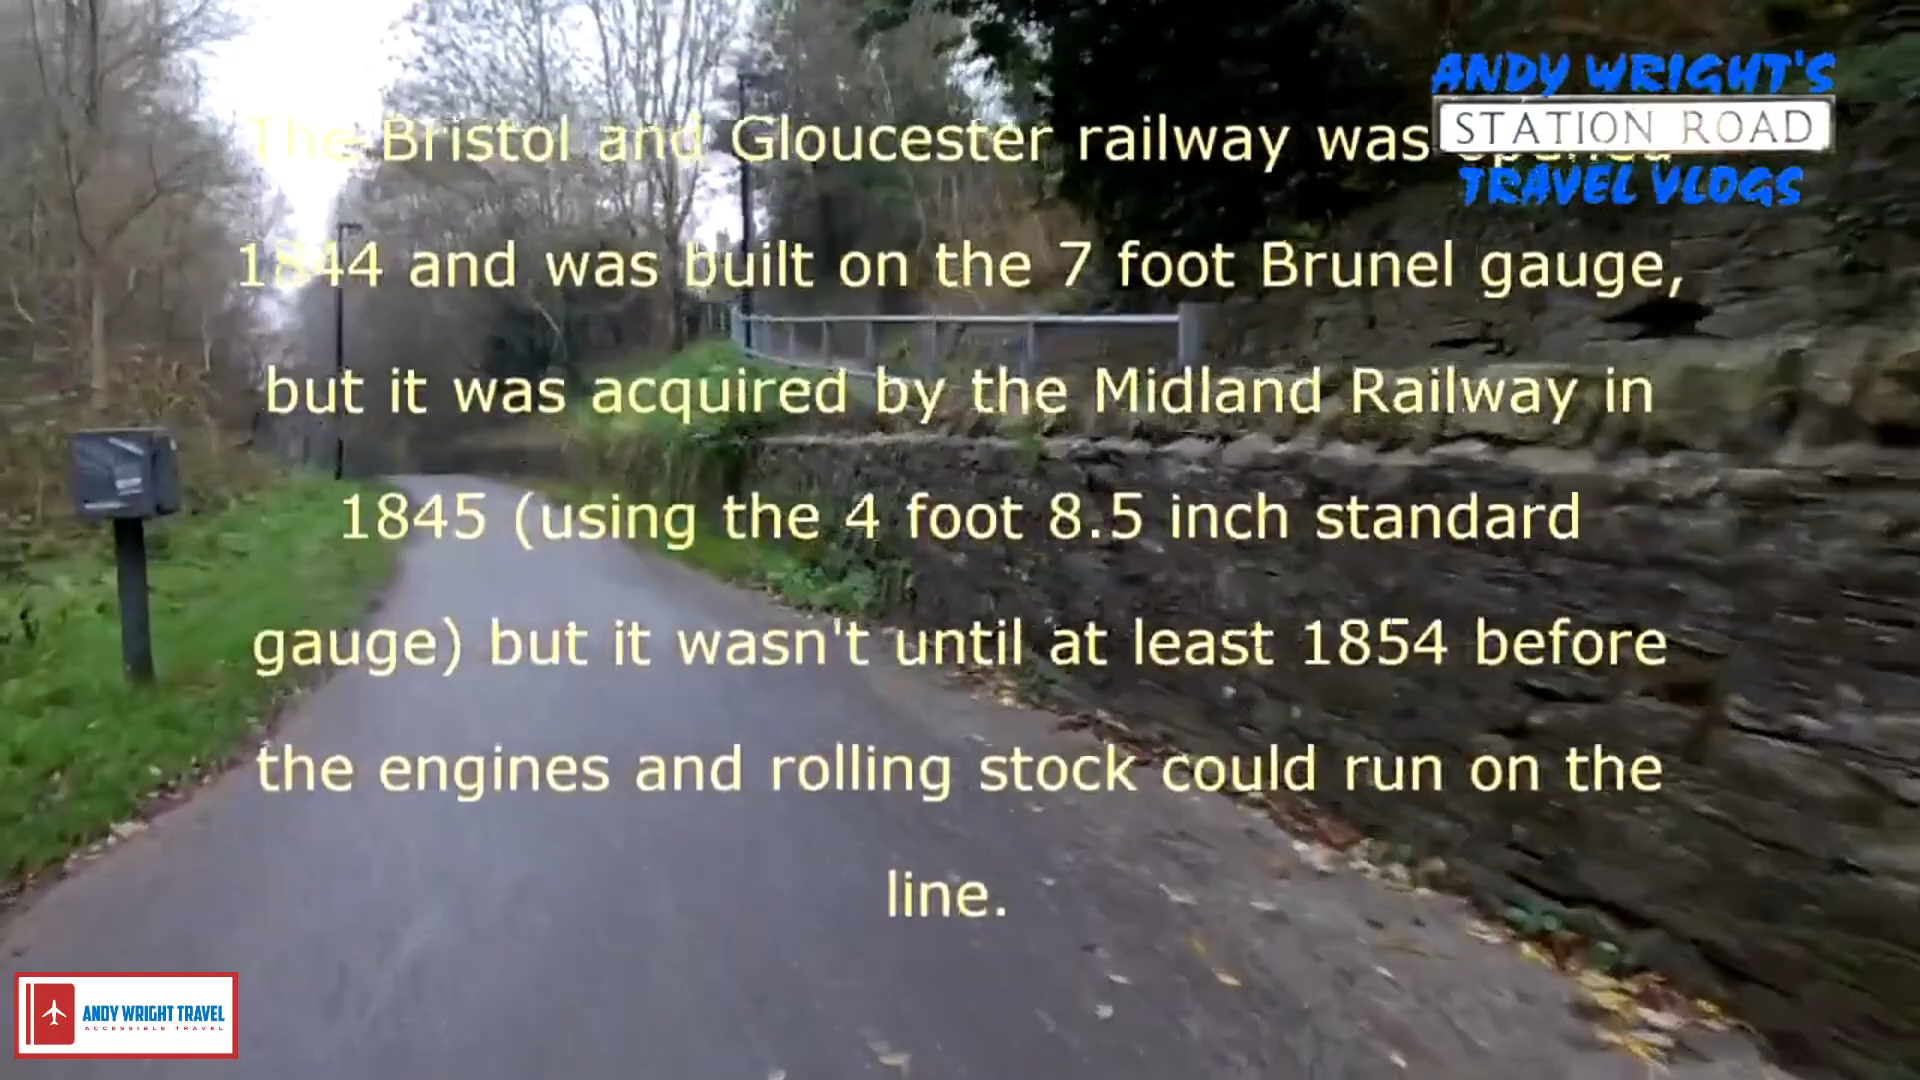 ANDY WRIGHT'S
STATION ROAD
TRAVEL VLOGS
The Bristol and Gloucester railway was opened
1844 and was built on the 7 foot Brunel gauge,
but it was acquired by the Midland Railway in
1845 (using the 4 foot 8.5 inch standard
gauge) but it wasn't until at least 1854 before
the engines and rolling stock could run on the
line.
ANDY WRIGHT TRAVEL
ACCESSIBLE TRAVEL